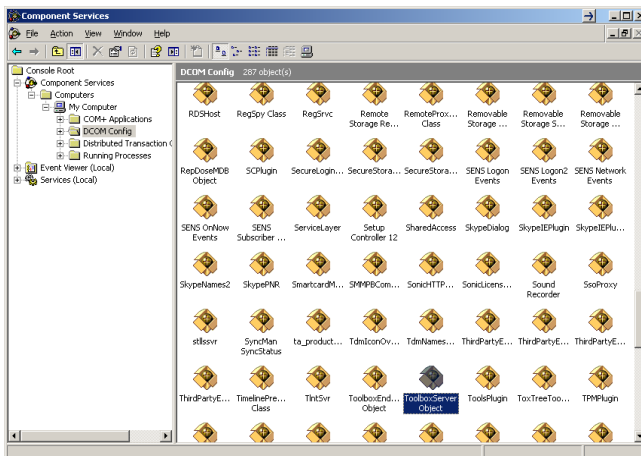 Component Services
File Action View Window Help
Console Root
Component Services
Computers
My Computer
COM+ Applications
DCOM Config
Distributed Transaction C
Running Processes
Event Viewer (Local)
Services (Local)
DCOM Config 287 object(s)
RDSHost RegSpy Class RegSrvc Remote Storage Re... RemoteProx... Class Removable Storage ... Removable Storage S... Removable Storage ...
RepDoseMDB Object SCPlugin SecureLogin... SecureStora... SecureStora... SENS Logon Events SENS Logon2 Events SENS Network Events
SENS OnNow Events SENS Subscriber ... ServiceLayer Setup Controller 12 SharedAccess SkypeDialog SkypeIEPlugin SkypeIEPlu...
SkypeNames2 SkypePNR SmartcardM... SMMPBCom... SonicHTTP... SonicLicens... Sound Recorder SsoProxy
stllssvr SyncMan SyncStatus ta_product... TdmIconOv... TdmNames... ThirdPartyE... ThirdPartyE... ThirdPartyE...
ThirdPartyE... TimelinePre... Class TlntSvr ToolboxEnd... Object ToolboxServer Object ToolsPlugin ToxTreeToo... TPMPlugin